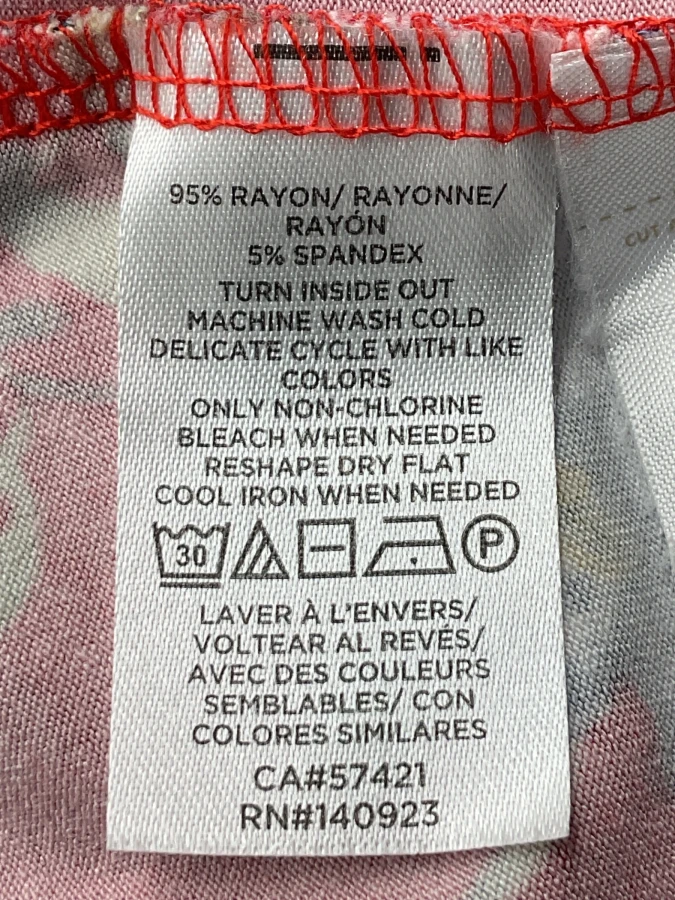 95% RAYON/ RAYONNE/
RAYÓN
5% SPANDEX
TURN INSIDE OUT
MACHINE WASH COLD
DELICATE CYCLE WITH LIKE
COLORS
ONLY NON-CHLORINE
BLEACH WHEN NEEDED
RESHAPE DRY FLAT
COOL IRON WHEN NEEDED
30 P
LAVER À L'ENVERS/
VOLTEAR AL REVÉS/
AVEC DES COULEURS
SEMBLABLES/ CON
COLORES SIMILARES
CA#57421
RN#140923
CUT